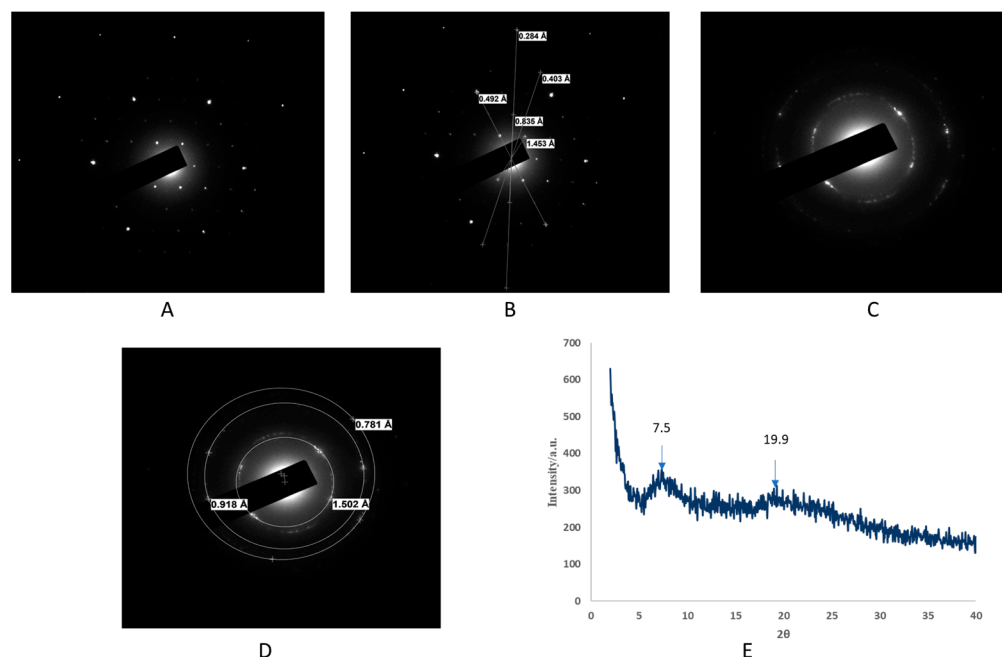 0.284 Å
0.403 Å
0.492 Å
0.835 Å
1.453 Å
A
B
C
0.781 Å
0.918 Å
1.502 Å
D
700
600
500
400
300
200
100
0
Intensity/a.u.
7.5
19.9
0 5 10 15 20 25 30 35 40
2θ
E